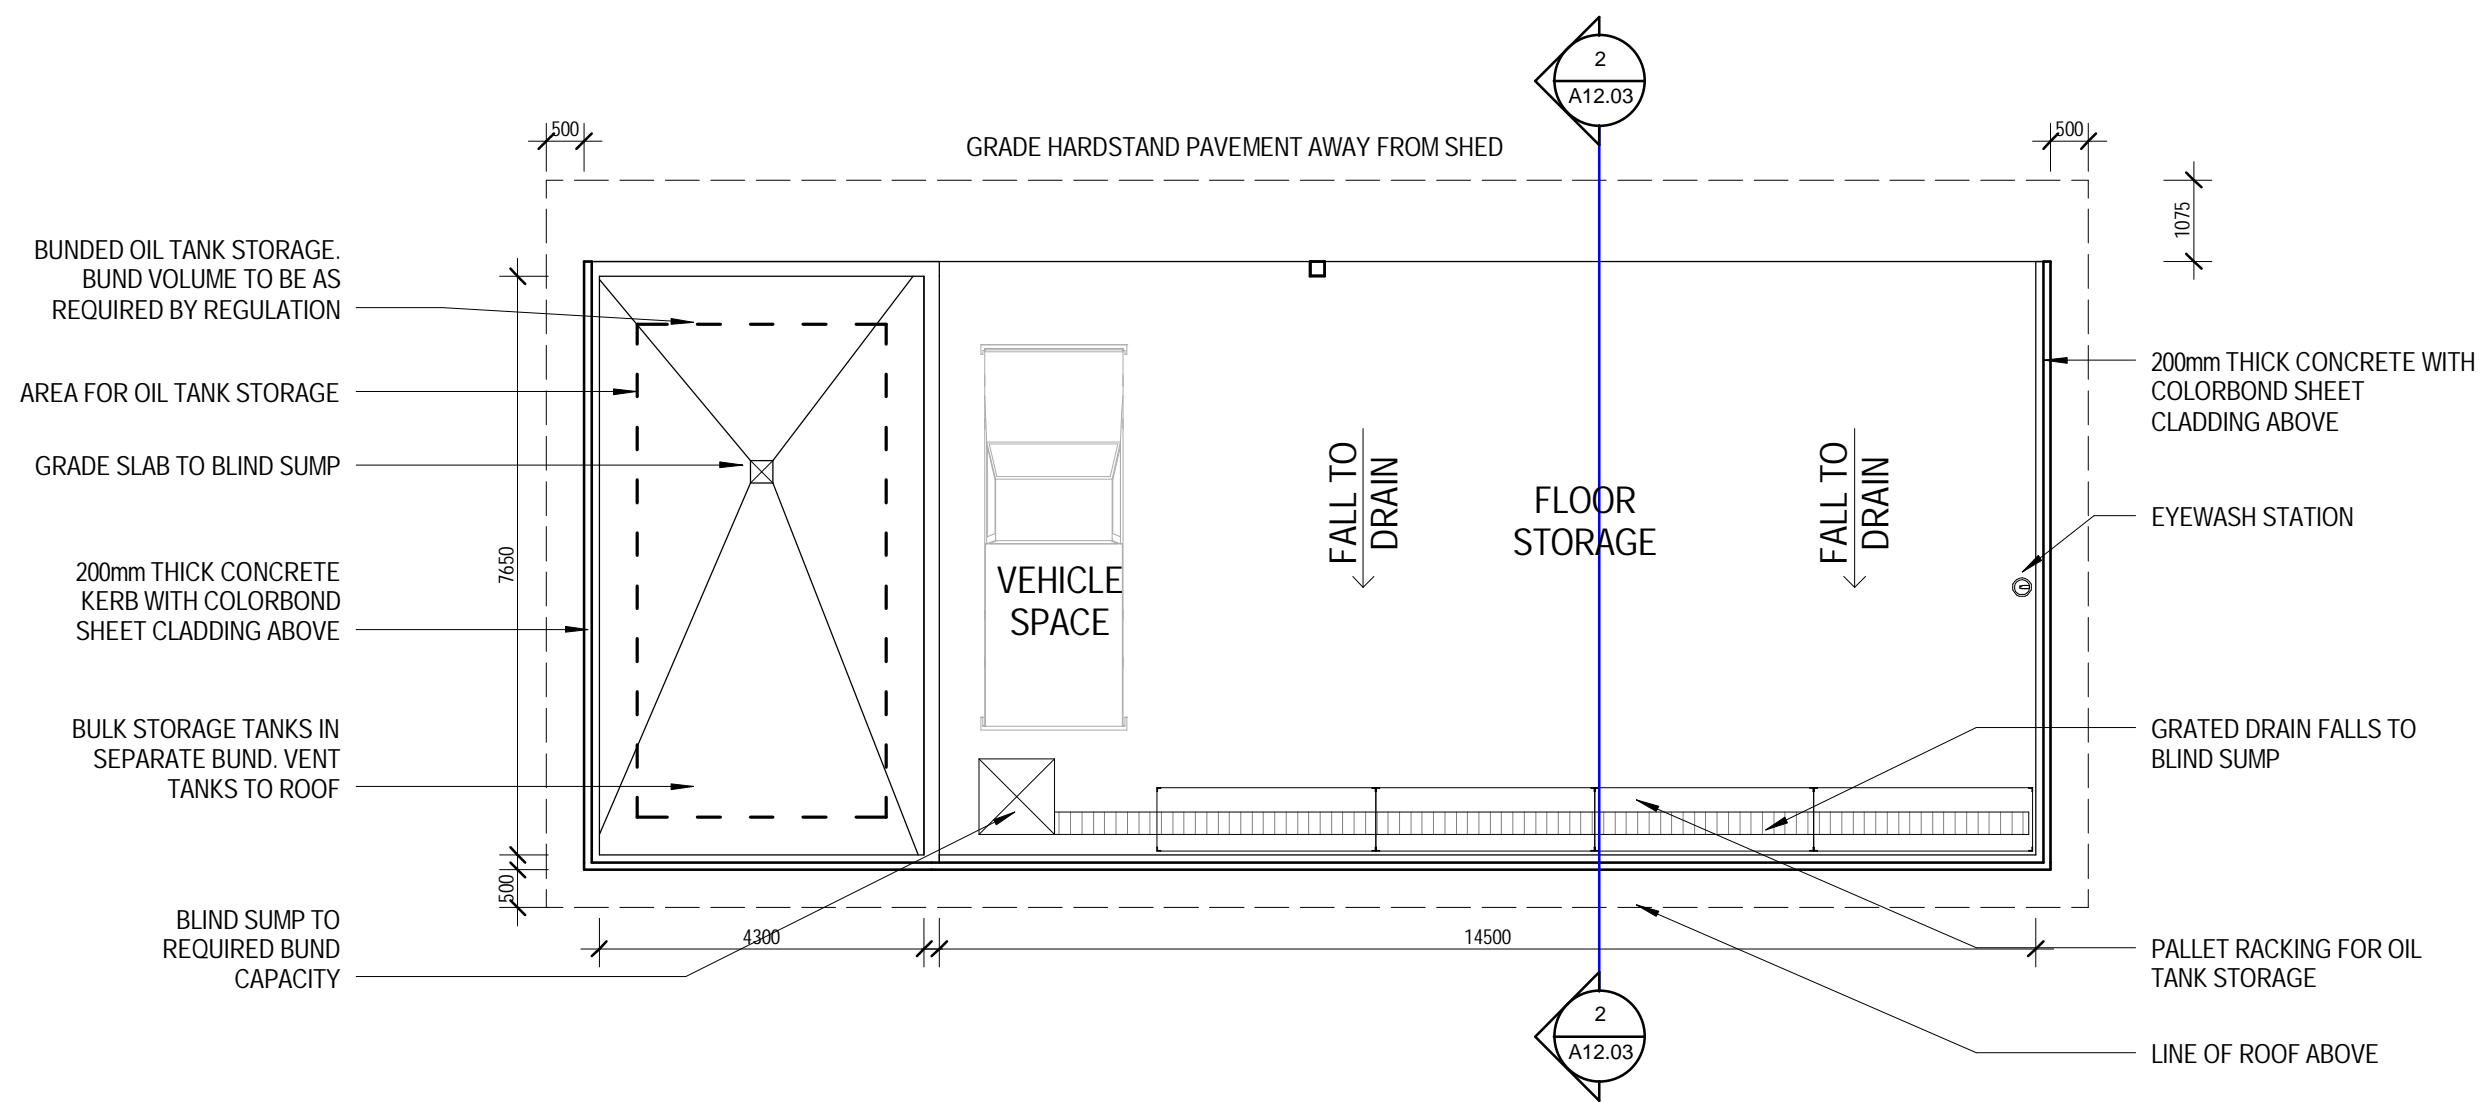 2
A12.03
500
GRADE HARDSTAND PAVEMENT AWAY FROM SHED
500
1075
BUNDED OIL TANK STORAGE.
BUND VOLUME TO BE AS
REQUIRED BY REGULATION
AREA FOR OIL TANK STORAGE
GRADE SLAB TO BLIND SUMP
200mm THICK CONCRETE
KERB WITH COLORBOND
SHEET CLADDING ABOVE
BULK STORAGE TANKS IN
SEPARATE BUND. VENT
TANKS TO ROOF
BLIND SUMP TO
REQUIRED BUND
CAPACITY
7650
500
VEHICLE
SPACE
FALL TO
DRAIN
FLOOR
STORAGE
FALL TO
DRAIN
4300
14500
200mm THICK CONCRETE WITH
COLORBOND SHEET
CLADDING ABOVE
EYEWASH STATION
GRATED DRAIN FALLS TO
BLIND SUMP
PALLET RACKING FOR OIL
TANK STORAGE
LINE OF ROOF ABOVE
2
A12.03